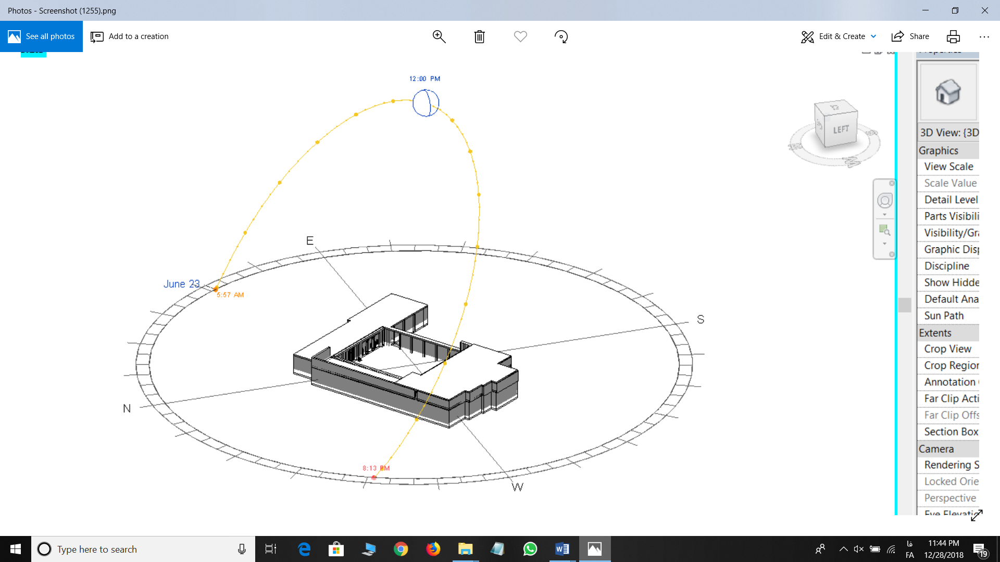 Photos - Screenshot (1255).png
See all photos
Add to a creation
Edit & Create
Share
12:00 PM
LEFT
3D View: {3D
Graphics
View Scale
Scale Value
Detail Level
Parts Visibili
Visibility/Gra
Graphic Disp
Discipline
Show Hidde
Default Ana
Sun Path
Extents
Crop View
Crop Region
Annotation
Far Clip Acti
Far Clip Offs
Section Box
Camera
Rendering S
Locked Orie
Perspective
Eye Elevatio
E
June 23
5:57 AM
S
N
8:13 PM
W
Type here to search
فا
FA
11:44 PM
12/28/2018
19